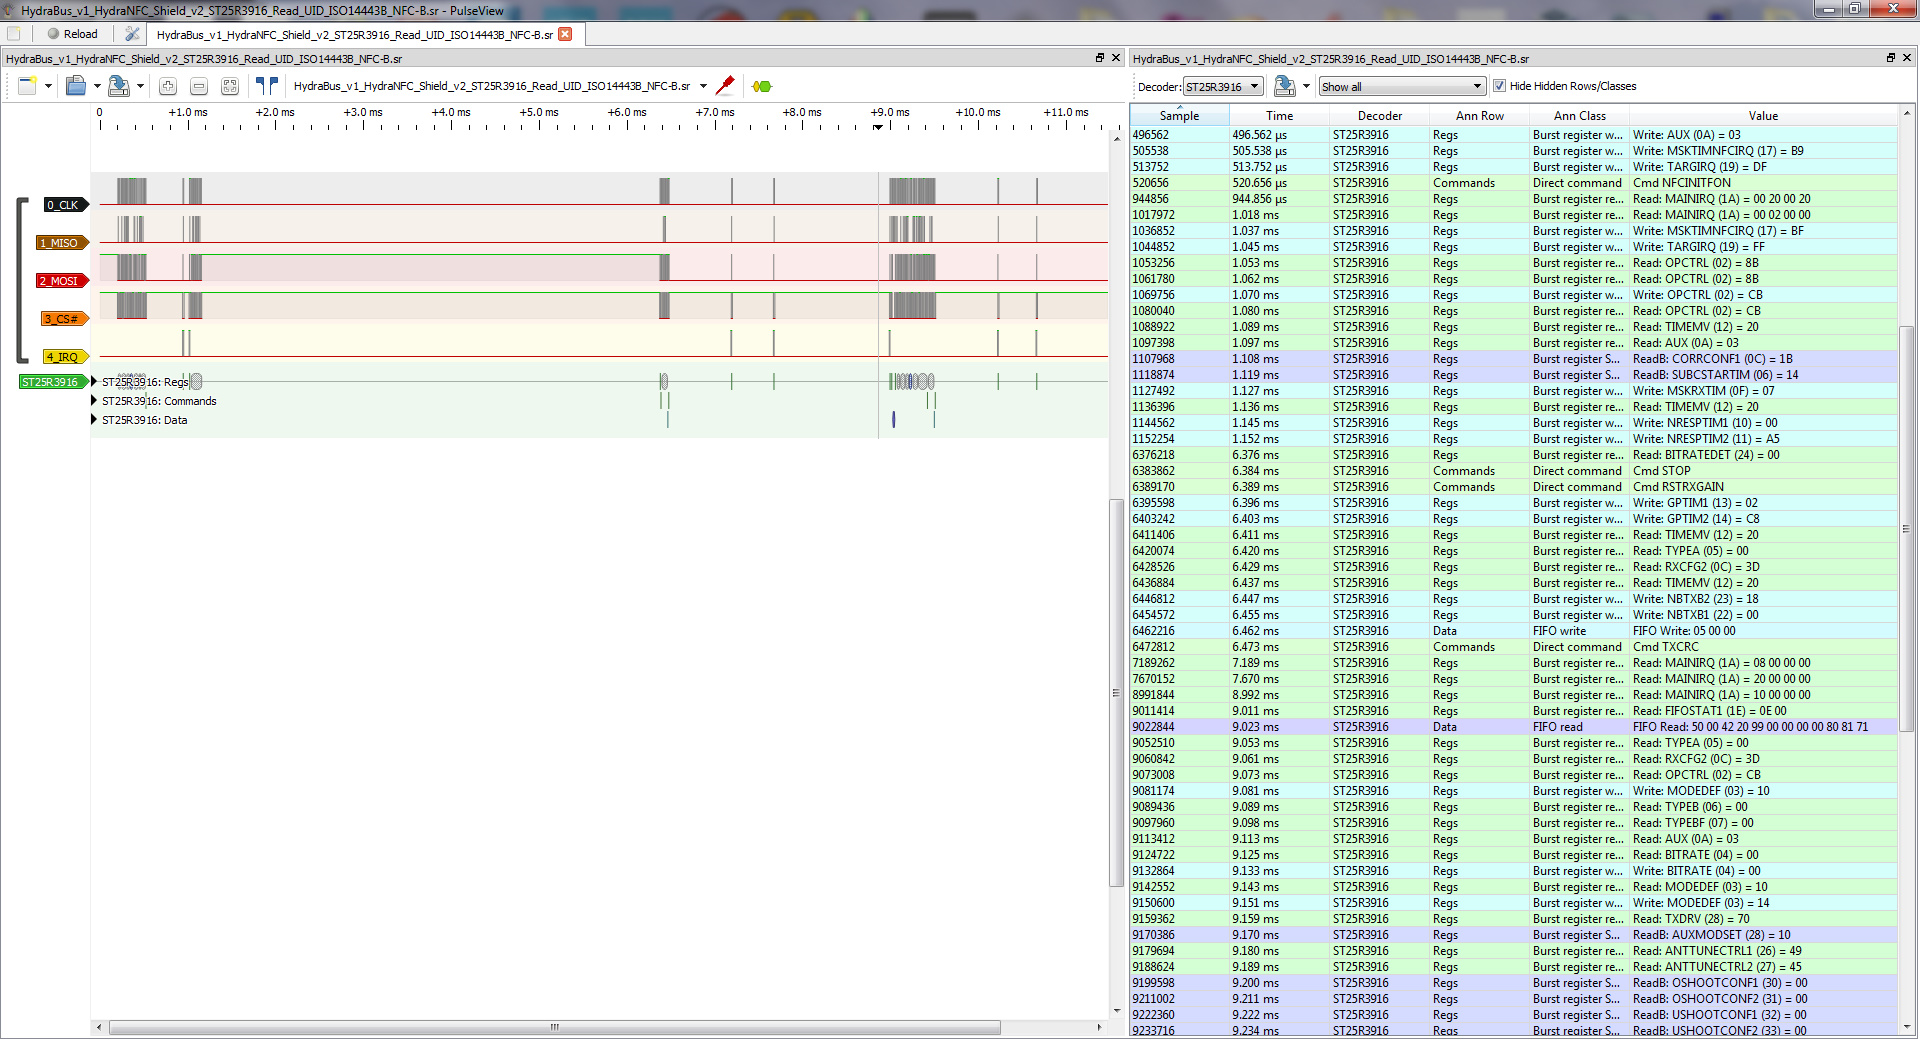 HydraBus_v1_HydraNFC_Shield_v2_ST25R3916_Read_UID_ISO14443B_NFC-B.sr - PulseView
Reload
HydraBus_v1_HydraNFC_Shield_v2_ST25R3916_Read_UID_ISO14443B_NFC-B.sr
HydraBus_v1_HydraNFC_Shield_v2_ST25R3916_Read_UID_ISO14443B_NFC-B.sr
HydraBus_v1_HydraNFC_Shield_v2_ST25R3916_Read_UID_ISO14443B_NFC-B.sr
0 +1.0 ms +2.0 ms +3.0 ms +4.0 ms +5.0 ms +6.0 ms +7.0 ms +8.0 ms +9.0 ms +10.0 ms +11.0 ms
0_CLK
1_MISO
2_MOSI
3_CS#
4_IRQ
ST25R3916 ST25R3916: Regs
ST25R3916: Commands
ST25R3916: Data
HydraBus_v1_HydraNFC_Shield_v2_ST25R3916_Read_UID_ISO14443B_NFC-B.sr
Decoder: ST25R3916 Show all Hide Hidden Rows/Classes
Sample Time Decoder Ann Row Ann Class Value
496562 496.562 µs ST25R3916 Regs Burst register w... Write: AUX (0A) = 03
505538 505.538 µs ST25R3916 Regs Burst register w... Write: MSKTIMNFCIRQ (17) = B9
513752 513.752 µs ST25R3916 Regs Burst register w... Write: TARGIRQ (19) = DF
520656 520.656 µs ST25R3916 Commands Direct command Cmd NFCINITFON
944856 944.856 µs ST25R3916 Regs Burst register re... Read: MAINIRQ (1A) = 00 20 00 20
1017972 1.018 ms ST25R3916 Regs Burst register re... Read: MAINIRQ (1A) = 00 02 00 00
1036852 1.037 ms ST25R3916 Regs Burst register w... Write: MSKTIMNFCIRQ (17) = BF
1044852 1.045 ms ST25R3916 Regs Burst register w... Write: TARGIRQ (19) = FF
1053256 1.053 ms ST25R3916 Regs Burst register re... Read: OPCTRL (02) = 8B
1061780 1.062 ms ST25R3916 Regs Burst register re... Read: OPCTRL (02) = 8B
1069756 1.070 ms ST25R3916 Regs Burst register w... Write: OPCTRL (02) = CB
1080040 1.080 ms ST25R3916 Regs Burst register re... Read: OPCTRL (02) = CB
1088922 1.089 ms ST25R3916 Regs Burst register re... Read: TIMEMV (12) = 20
1097398 1.097 ms ST25R3916 Regs Burst register re... Read: AUX (0A) = 03
1107968 1.108 ms ST25R3916 Regs Burst register S... ReadB: CORRCONF1 (0C) = 1B
1118874 1.119 ms ST25R3916 Regs Burst register S... ReadB: SUBCSTARTIM (06) = 14
1127492 1.127 ms ST25R3916 Regs Burst register w... Write: MSKRXTIM (0F) = 07
1136396 1.136 ms ST25R3916 Regs Burst register re... Read: TIMEMV (12) = 20
1144562 1.145 ms ST25R3916 Regs Burst register w... Write: NRESPTIM1 (10) = 00
1152254 1.152 ms ST25R3916 Regs Burst register w... Write: NRESPTIM2 (11) = A5
6376218 6.376 ms ST25R3916 Regs Burst register re... Read: BITRATEDET (24) = 00
6383862 6.384 ms ST25R3916 Commands Direct command Cmd STOP
6389170 6.389 ms ST25R3916 Commands Direct command Cmd RSTRXGAIN
6395598 6.396 ms ST25R3916 Regs Burst register w... Write: GPTIM1 (13) = 02
6403242 6.403 ms ST25R3916 Regs Burst register w... Write: GPTIM2 (14) = C8
6411406 6.411 ms ST25R3916 Regs Burst register re... Read: TIMEMV (12) = 20
6420074 6.420 ms ST25R3916 Regs Burst register re... Read: TYPEA (05) = 00
6428526 6.429 ms ST25R3916 Regs Burst register re... Read: RXCFG2 (0C) = 3D
6436884 6.437 ms ST25R3916 Regs Burst register re... Read: TIMEMV (12) = 20
6446812 6.447 ms ST25R3916 Regs Burst register w... Write: NBTXB2 (23) = 18
6454572 6.455 ms ST25R3916 Regs Burst register w... Write: NBTXB1 (22) = 00
6462216 6.462 ms ST25R3916 Data FIFO write FIFO Write: 05 00 00
6472812 6.473 ms ST25R3916 Commands Direct command Cmd TXCRC
7189262 7.189 ms ST25R3916 Regs Burst register re... Read: MAINIRQ (1A) = 08 00 00 00
7670152 7.670 ms ST25R3916 Regs Burst register re... Read: MAINIRQ (1A) = 20 00 00 00
8991844 8.992 ms ST25R3916 Regs Burst register re... Read: MAINIRQ (1A) = 10 00 00 00
9011414 9.011 ms ST25R3916 Regs Burst register re... Read: FIFOSTAT1 (1E) = 0E 00
9022844 9.023 ms ST25R3916 Data FIFO read FIFO Read: 50 00 42 20 99 00 00 00 00 80 81 71
9052510 9.053 ms ST25R3916 Regs Burst register re... Read: TYPEA (05) = 00
9060842 9.061 ms ST25R3916 Regs Burst register re... Read: RXCFG2 (0C) = 3D
9073008 9.073 ms ST25R3916 Regs Burst register re... Read: OPCTRL (02) = CB
9081174 9.081 ms ST25R3916 Regs Burst register w... Write: MODEDEF (03) = 10
9089436 9.089 ms ST25R3916 Regs Burst register re... Read: TYPEB (06) = 00
9097960 9.098 ms ST25R3916 Regs Burst register re... Read: TYPEBF (07) = 00
9113412 9.113 ms ST25R3916 Regs Burst register re... Read: AUX (0A) = 03
9124722 9.125 ms ST25R3916 Regs Burst register re... Read: BITRATE (04) = 00
9132864 9.133 ms ST25R3916 Regs Burst register w... Write: BITRATE (04) = 00
9142552 9.143 ms ST25R3916 Regs Burst register re... Read: MODEDEF (03) = 10
9150600 9.151 ms ST25R3916 Regs Burst register w... Write: MODEDEF (03) = 14
9159362 9.159 ms ST25R3916 Regs Burst register re... Read: TXDRV (28) = 70
9170386 9.170 ms ST25R3916 Regs Burst register S... ReadB: AUXMODSET (28) = 10
9179694 9.180 ms ST25R3916 Regs Burst register re... Read: ANTTUNECTRL1 (26) = 49
9188624 9.189 ms ST25R3916 Regs Burst register re... Read: ANTTUNECTRL2 (27) = 45
9199598 9.200 ms ST25R3916 Regs Burst register S... ReadB: OSHOOTCONF1 (30) = 00
9211002 9.211 ms ST25R3916 Regs Burst register S... ReadB: OSHOOTCONF2 (31) = 00
9222360 9.222 ms ST25R3916 Regs Burst register S... ReadB: USHOOTCONF1 (32) = 00
9233716 9.234 ms ST25R3916 Regs Burst register S... ReadB: USHOOTCONF2 (33) = 00